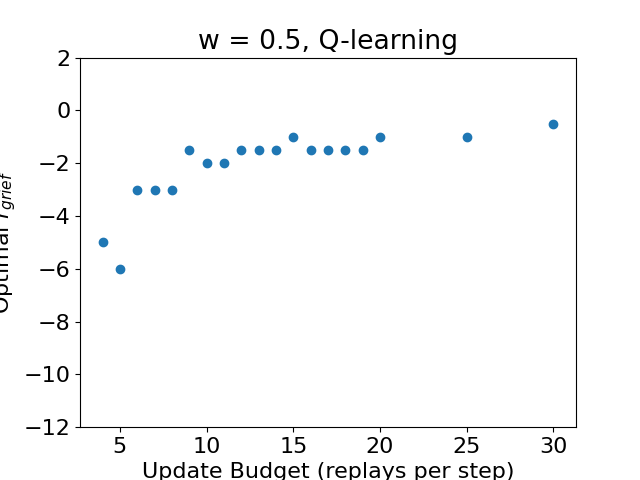 w = 0.5, Q-learning
2
0
−2
−4
−6
−8
−10
−12
Optimal r_grief
5 10 15 20 25 30
Update Budget (replays per step)